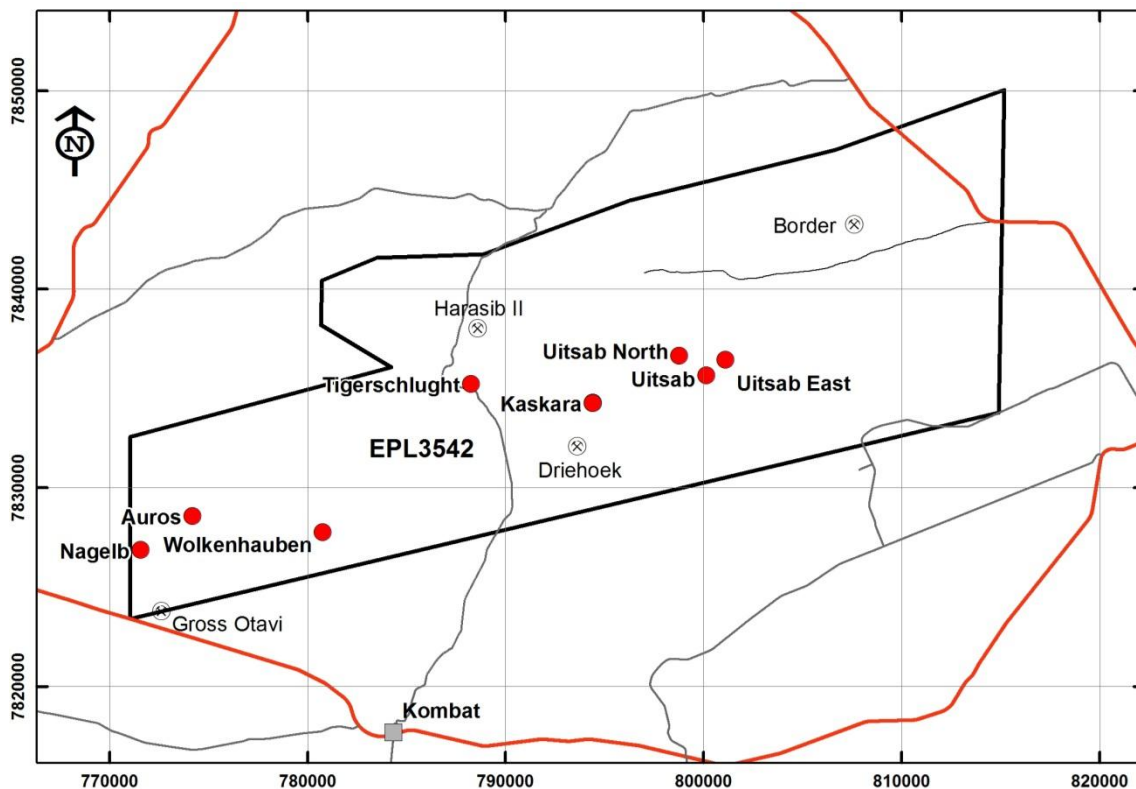 7850000
N
Border
7840000
Harasib II
Uitsab North
Uitsab
Uitsab East
Tigerschlught
Kaskara
EPL3542
Driehoek
7830000
Auros
Wolkenhauben
Nagelb
Gross Otavi
7820000
Kombat
770000 780000 790000 800000 810000 820000